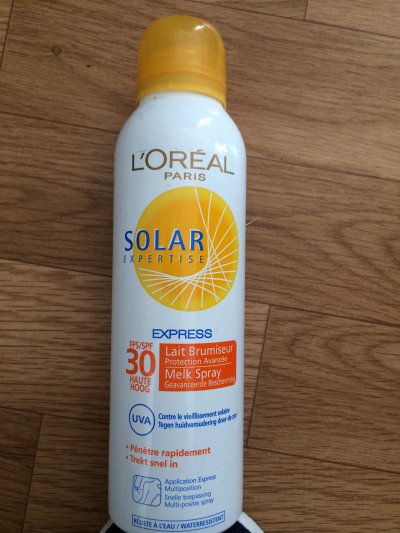 L'ORÉAL
PARIS
SOLAR
EXPERTISE
EXPRESS
FPS/SPF
30
HAUTE
HOOG
Lait Brumiseur
Protection Avancée
Melk Spray
Geavanceerde Bescherming
UVA
Contre le vieillissement solaire
Tegen huidveroudering door de zon
• Pénètre rapidement
• Trekt snel in
Application Express
Multiposition
Snelle toepassing
Multi-positie spray
RÉSISTE À L'EAU / WATERRESISTENT